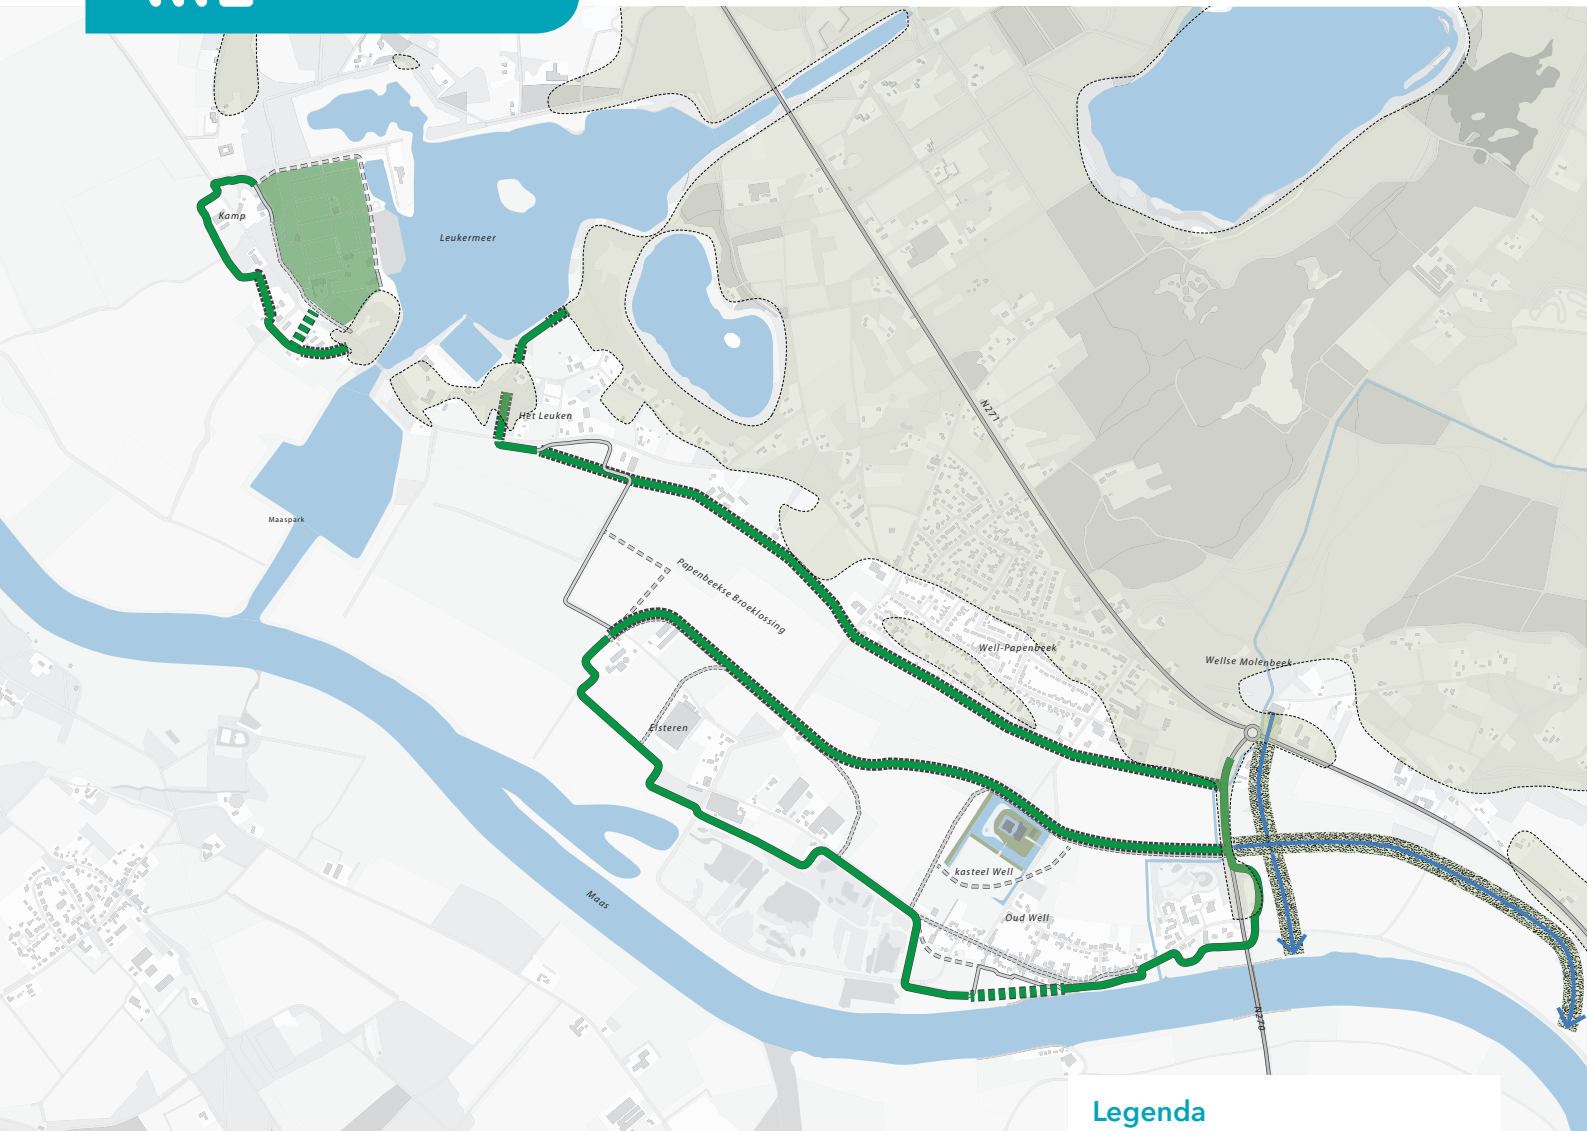 Kamp
Leukermeer
N271
Het Leuken
Maaspark
Papenbeekse Broeklossing
Well-Papenbeek
Wellse Molenbeek
Elsteren
kasteel Well
Maas
Oud Well
N270
Legenda